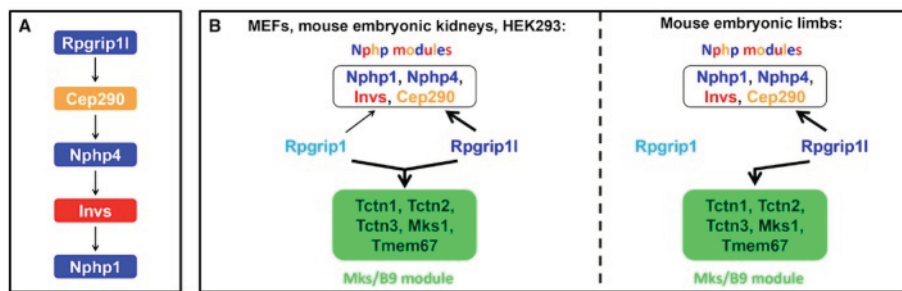 A
Rpgrip1l
Cep290
Nphp4
Invs
Nphp1
B
MEFs, mouse embryonic kidneys, HEK293:
Nphp modules
Nphp1, Nphp4,
Invs, Cep290
Rpgrip1
Rpgrip1l
Tctn1, Tctn2,
Tctn3, Mks1,
Tmem67
Mks/B9 module
Mouse embryonic limbs:
Nphp modules
Nphp1, Nphp4,
Invs, Cep290
Rpgrip1
Rpgrip1l
Tctn1, Tctn2,
Tctn3, Mks1,
Tmem67
Mks/B9 module